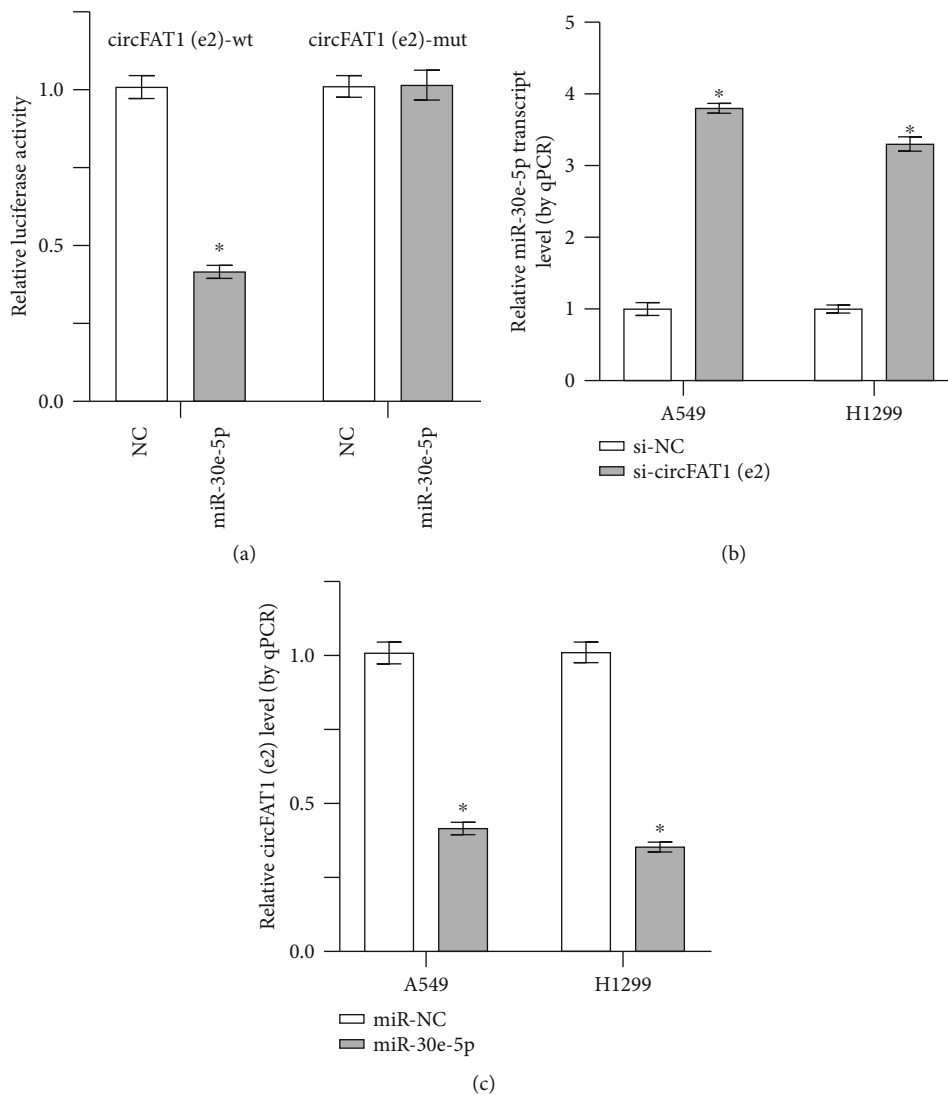 circFAT1 (e2)-wt
circFAT1 (e2)-mut
Relative luciferase activity
1.0
0.5
0.0
*
NC
miR-30e-5p
NC
miR-30e-5p
(a)
Relative miR-30e-5p transcript
level (by qPCR)
5
4
3
2
1
0
*
*
A549
H1299
si-NC
si-circFAT1 (e2)
(b)
Relative circFAT1 (e2) level (by qPCR)
1.0
0.5
0.0
*
*
A549
H1299
miR-NC
miR-30e-5p
(c)